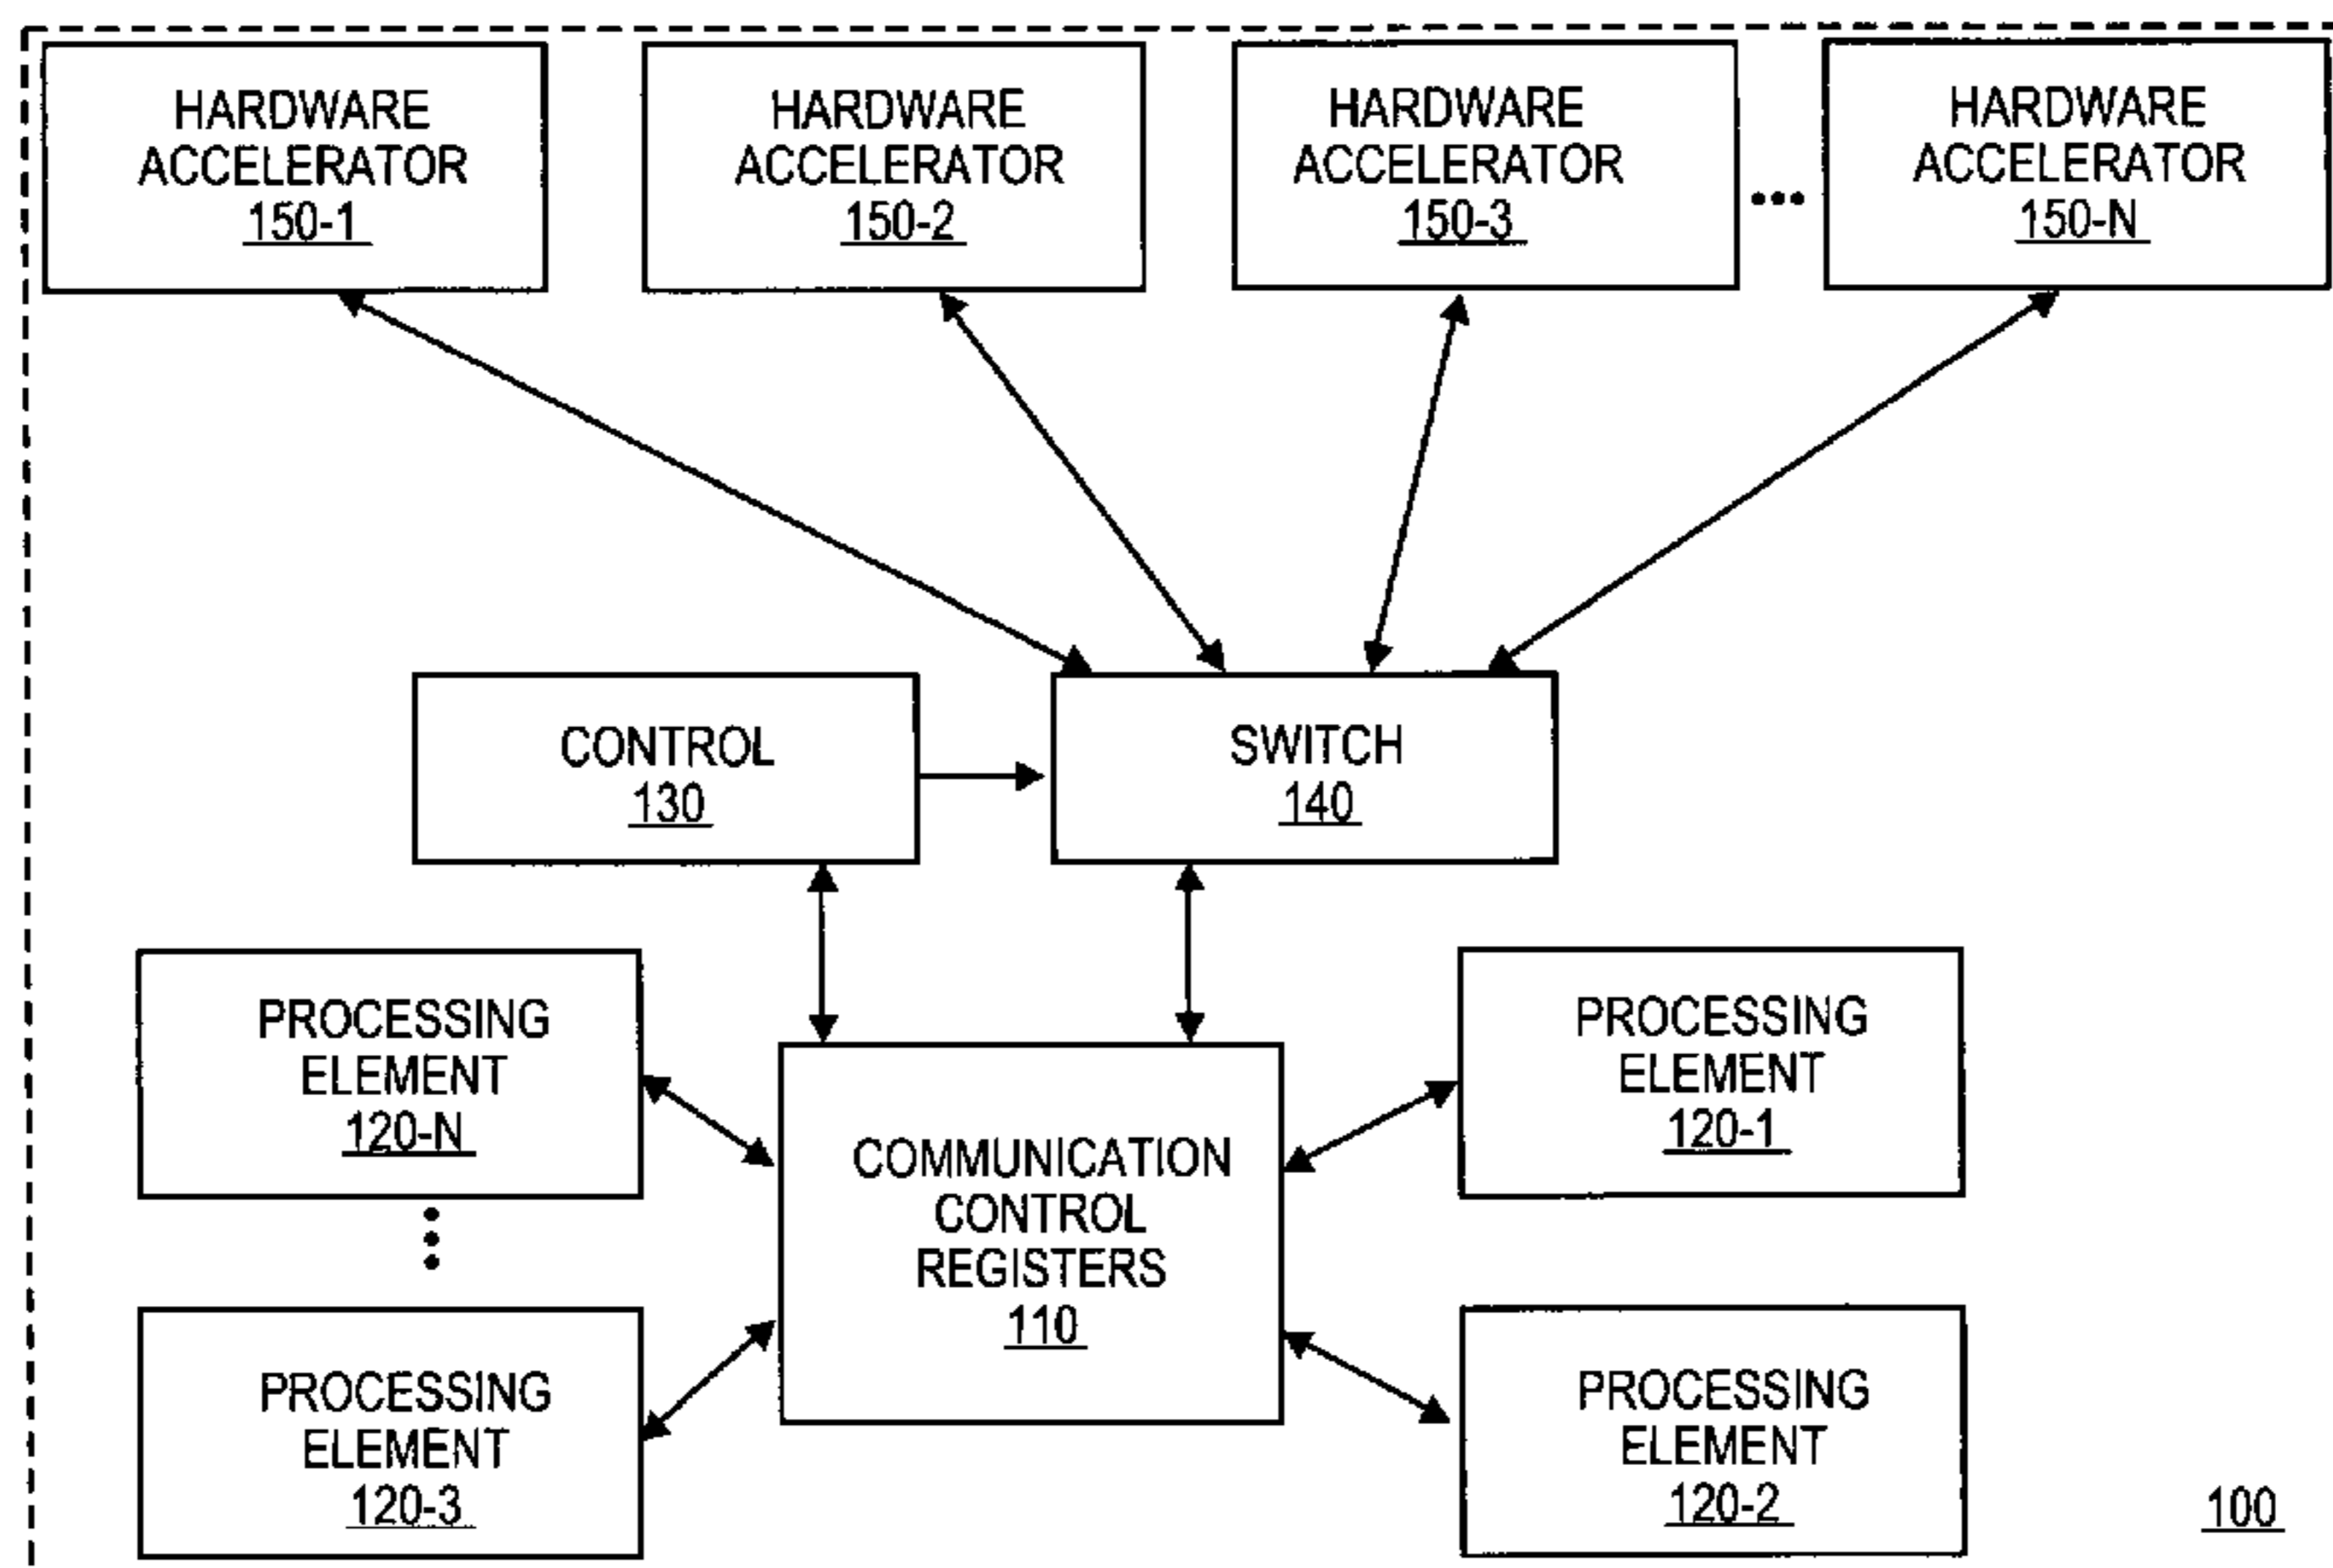 HARDWARE
ACCELERATOR
150-1
HARDWARE
ACCELERATOR
150-2
HARDWARE
ACCELERATOR
150-3
HARDWARE
ACCELERATOR
150-N
CONTROL
130
SWITCH
140
PROCESSING
ELEMENT
120-N
COMMUNICATION
CONTROL
REGISTERS
110
PROCESSING
ELEMENT
120-1
PROCESSING
ELEMENT
120-3
PROCESSING
ELEMENT
120-2
100